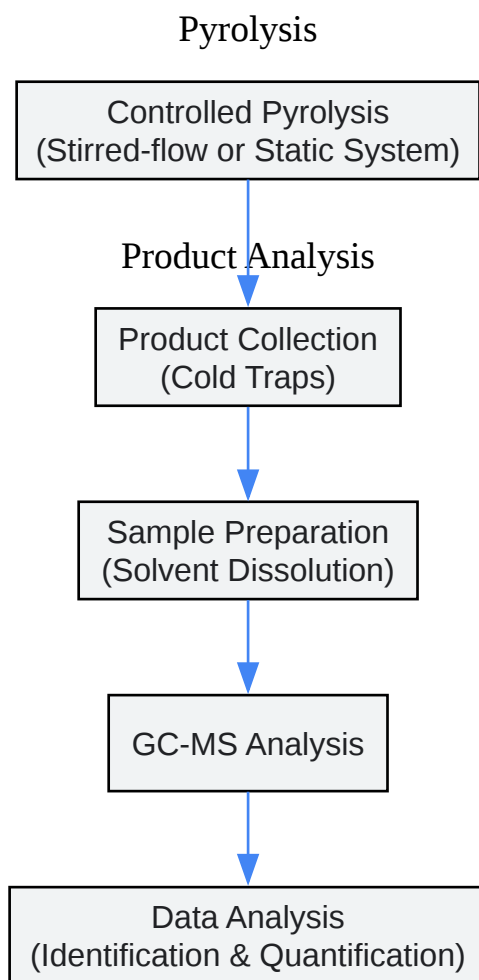 Pyrolysis
Controlled Pyrolysis
(Stirred-flow or Static System)
Product Analysis
Product Collection
(Cold Traps)
Sample Preparation
(Solvent Dissolution)
GC-MS Analysis
Data Analysis
(Identification & Quantification)